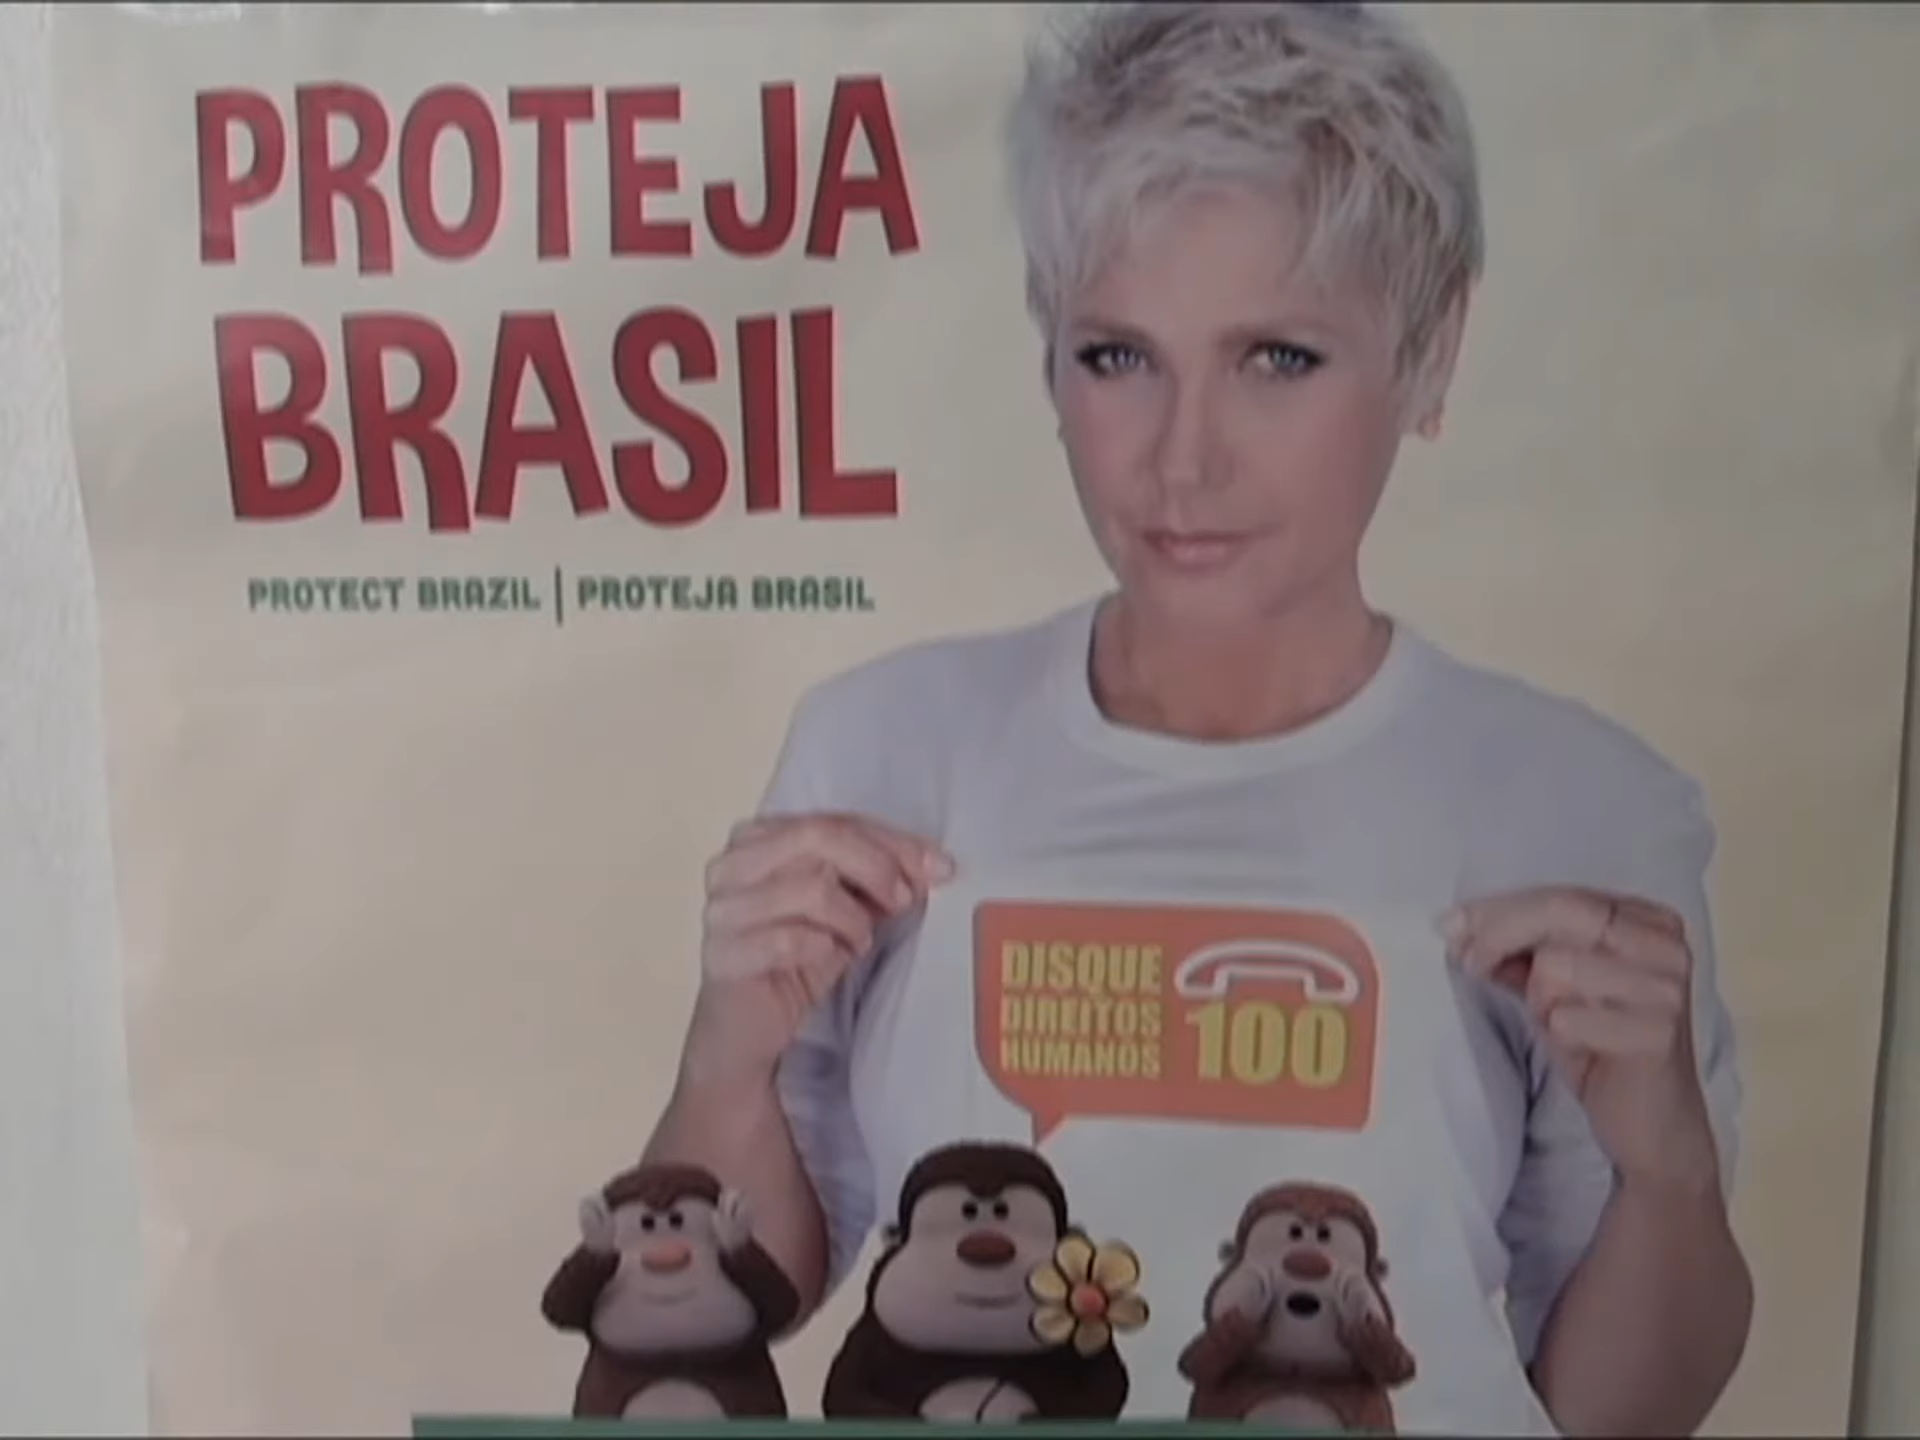 PROTEJA
BRASIL
PROTECT BRAZIL | PROTEJA BRASIL
DISQUE
DIREITOS
HUMANOS
100